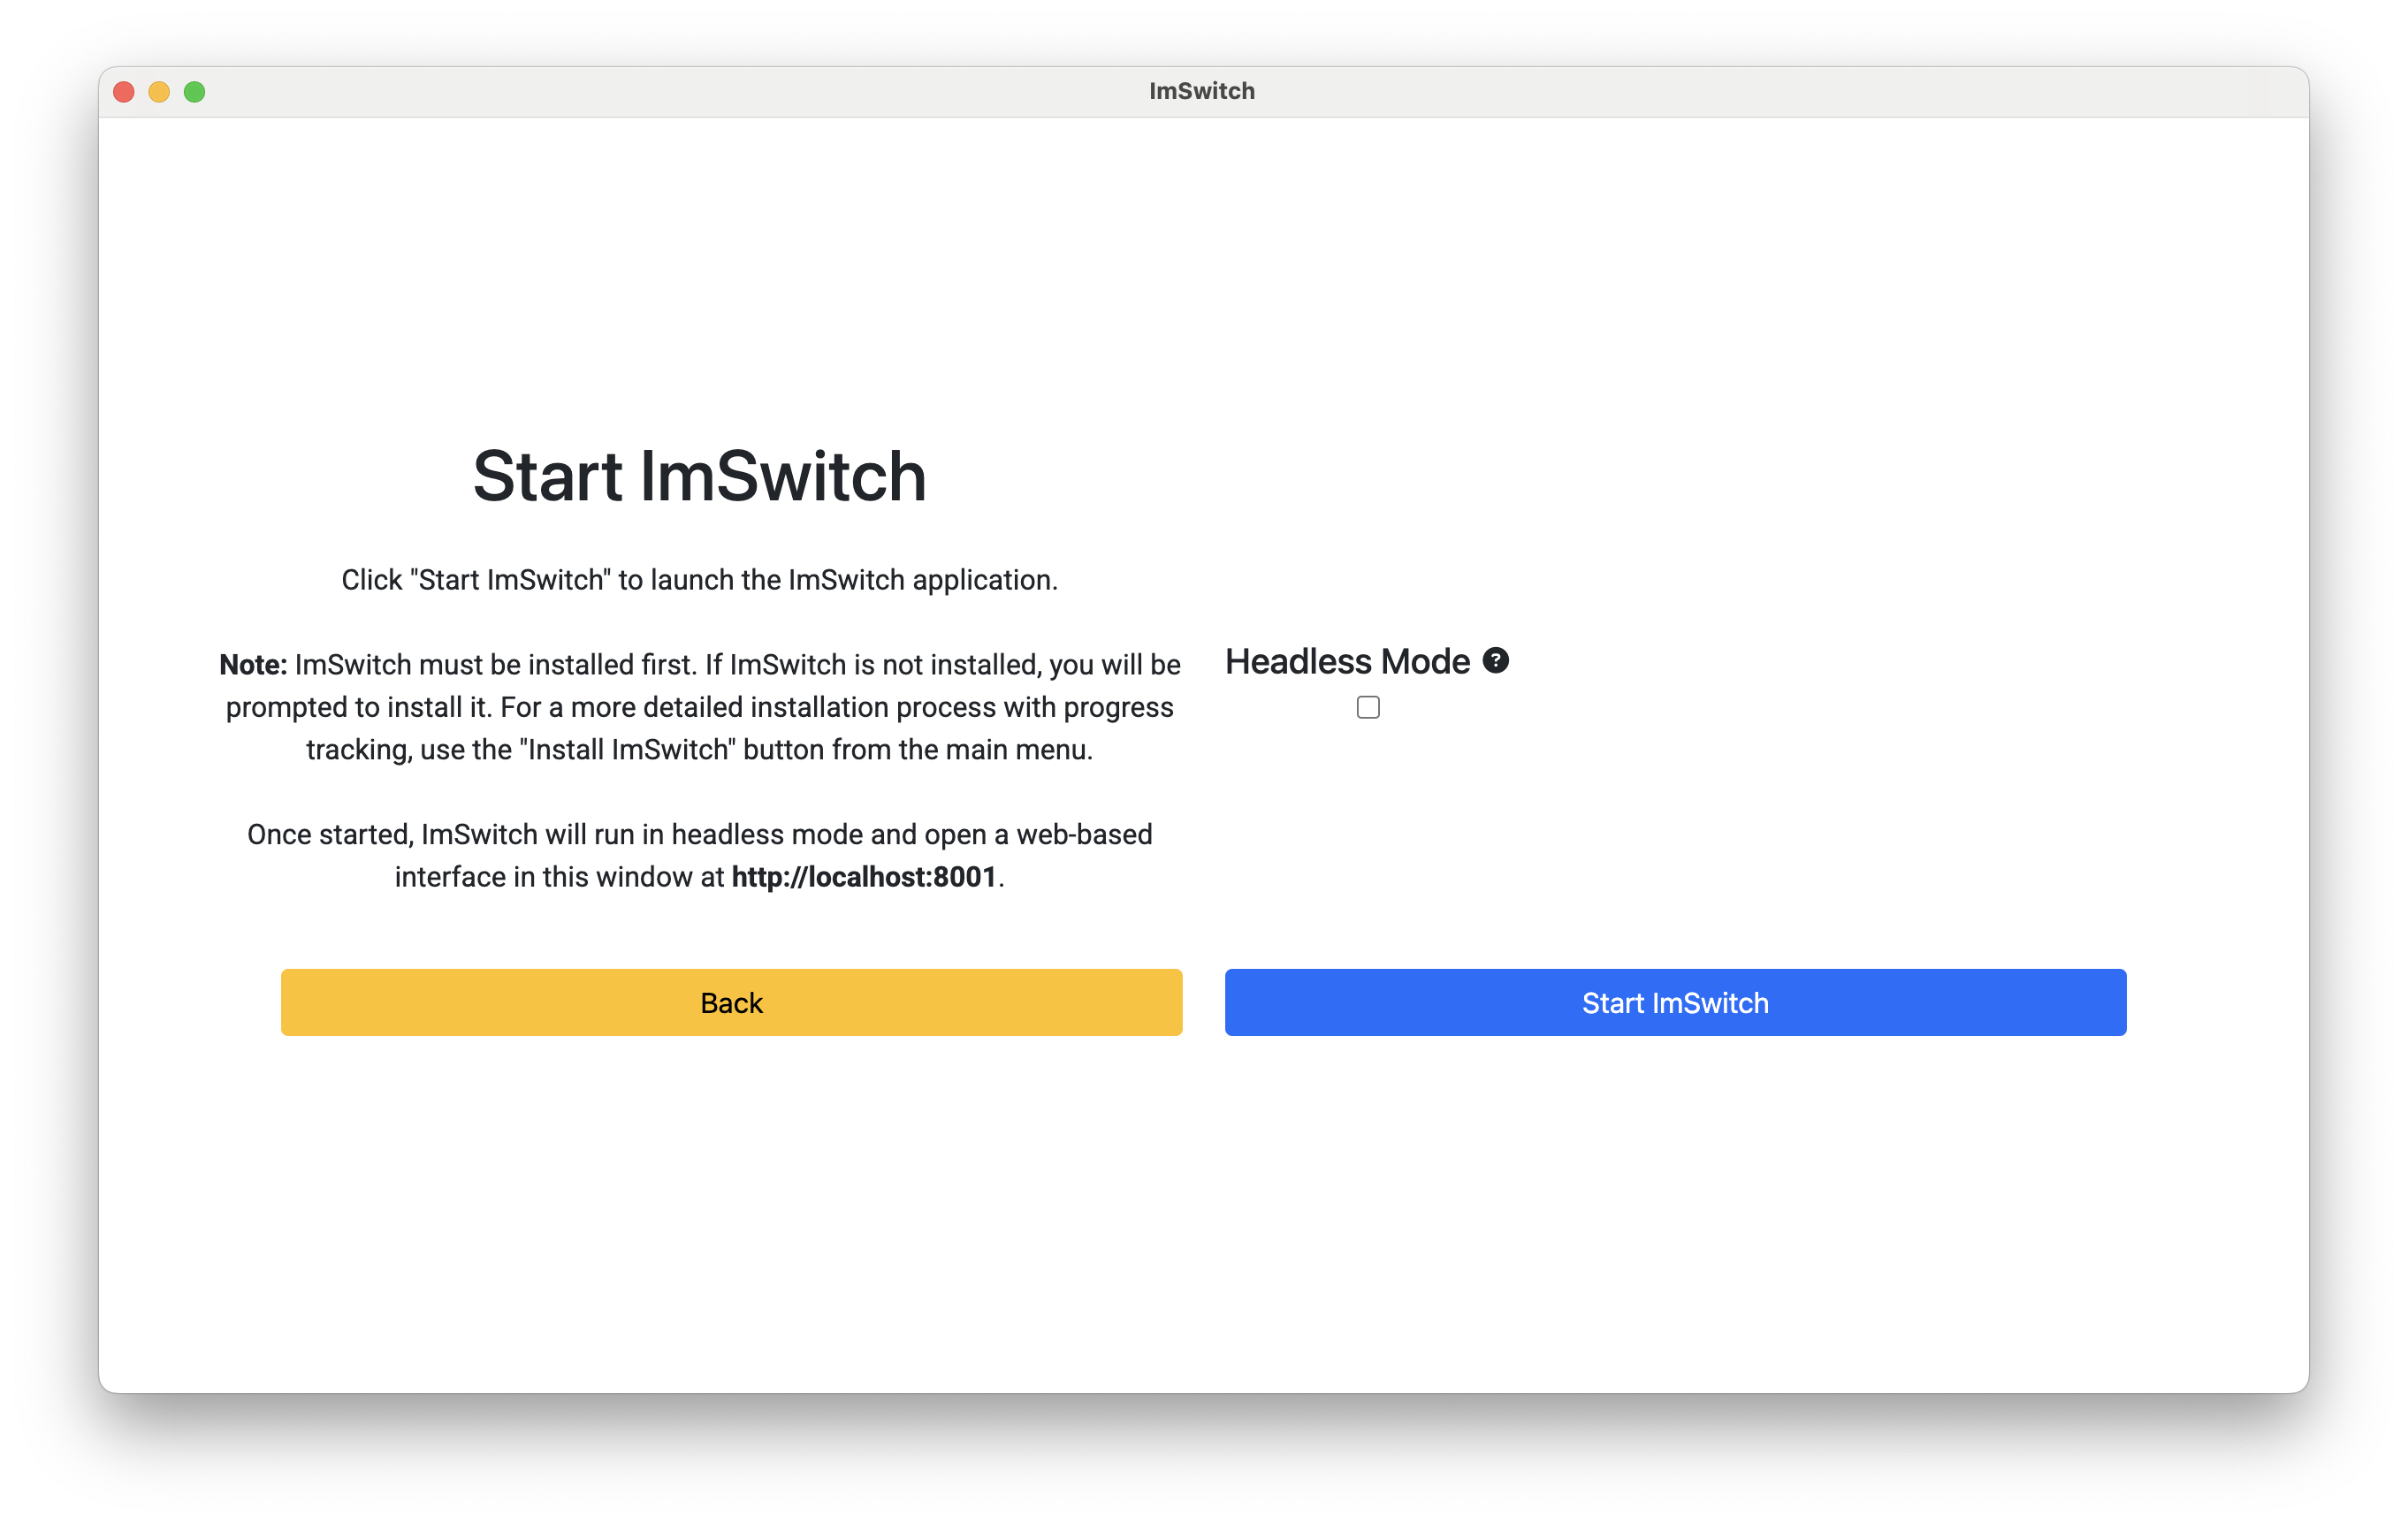 ImSwitch
Start ImSwitch
Click "Start ImSwitch" to launch the ImSwitch application.
Note: ImSwitch must be installed first. If ImSwitch is not installed, you will be
prompted to install it. For a more detailed installation process with progress
tracking, use the "Install ImSwitch" button from the main menu.
Once started, ImSwitch will run in headless mode and open a web-based
interface in this window at http://localhost:8001.
Headless Mode ?
Back
Start ImSwitch